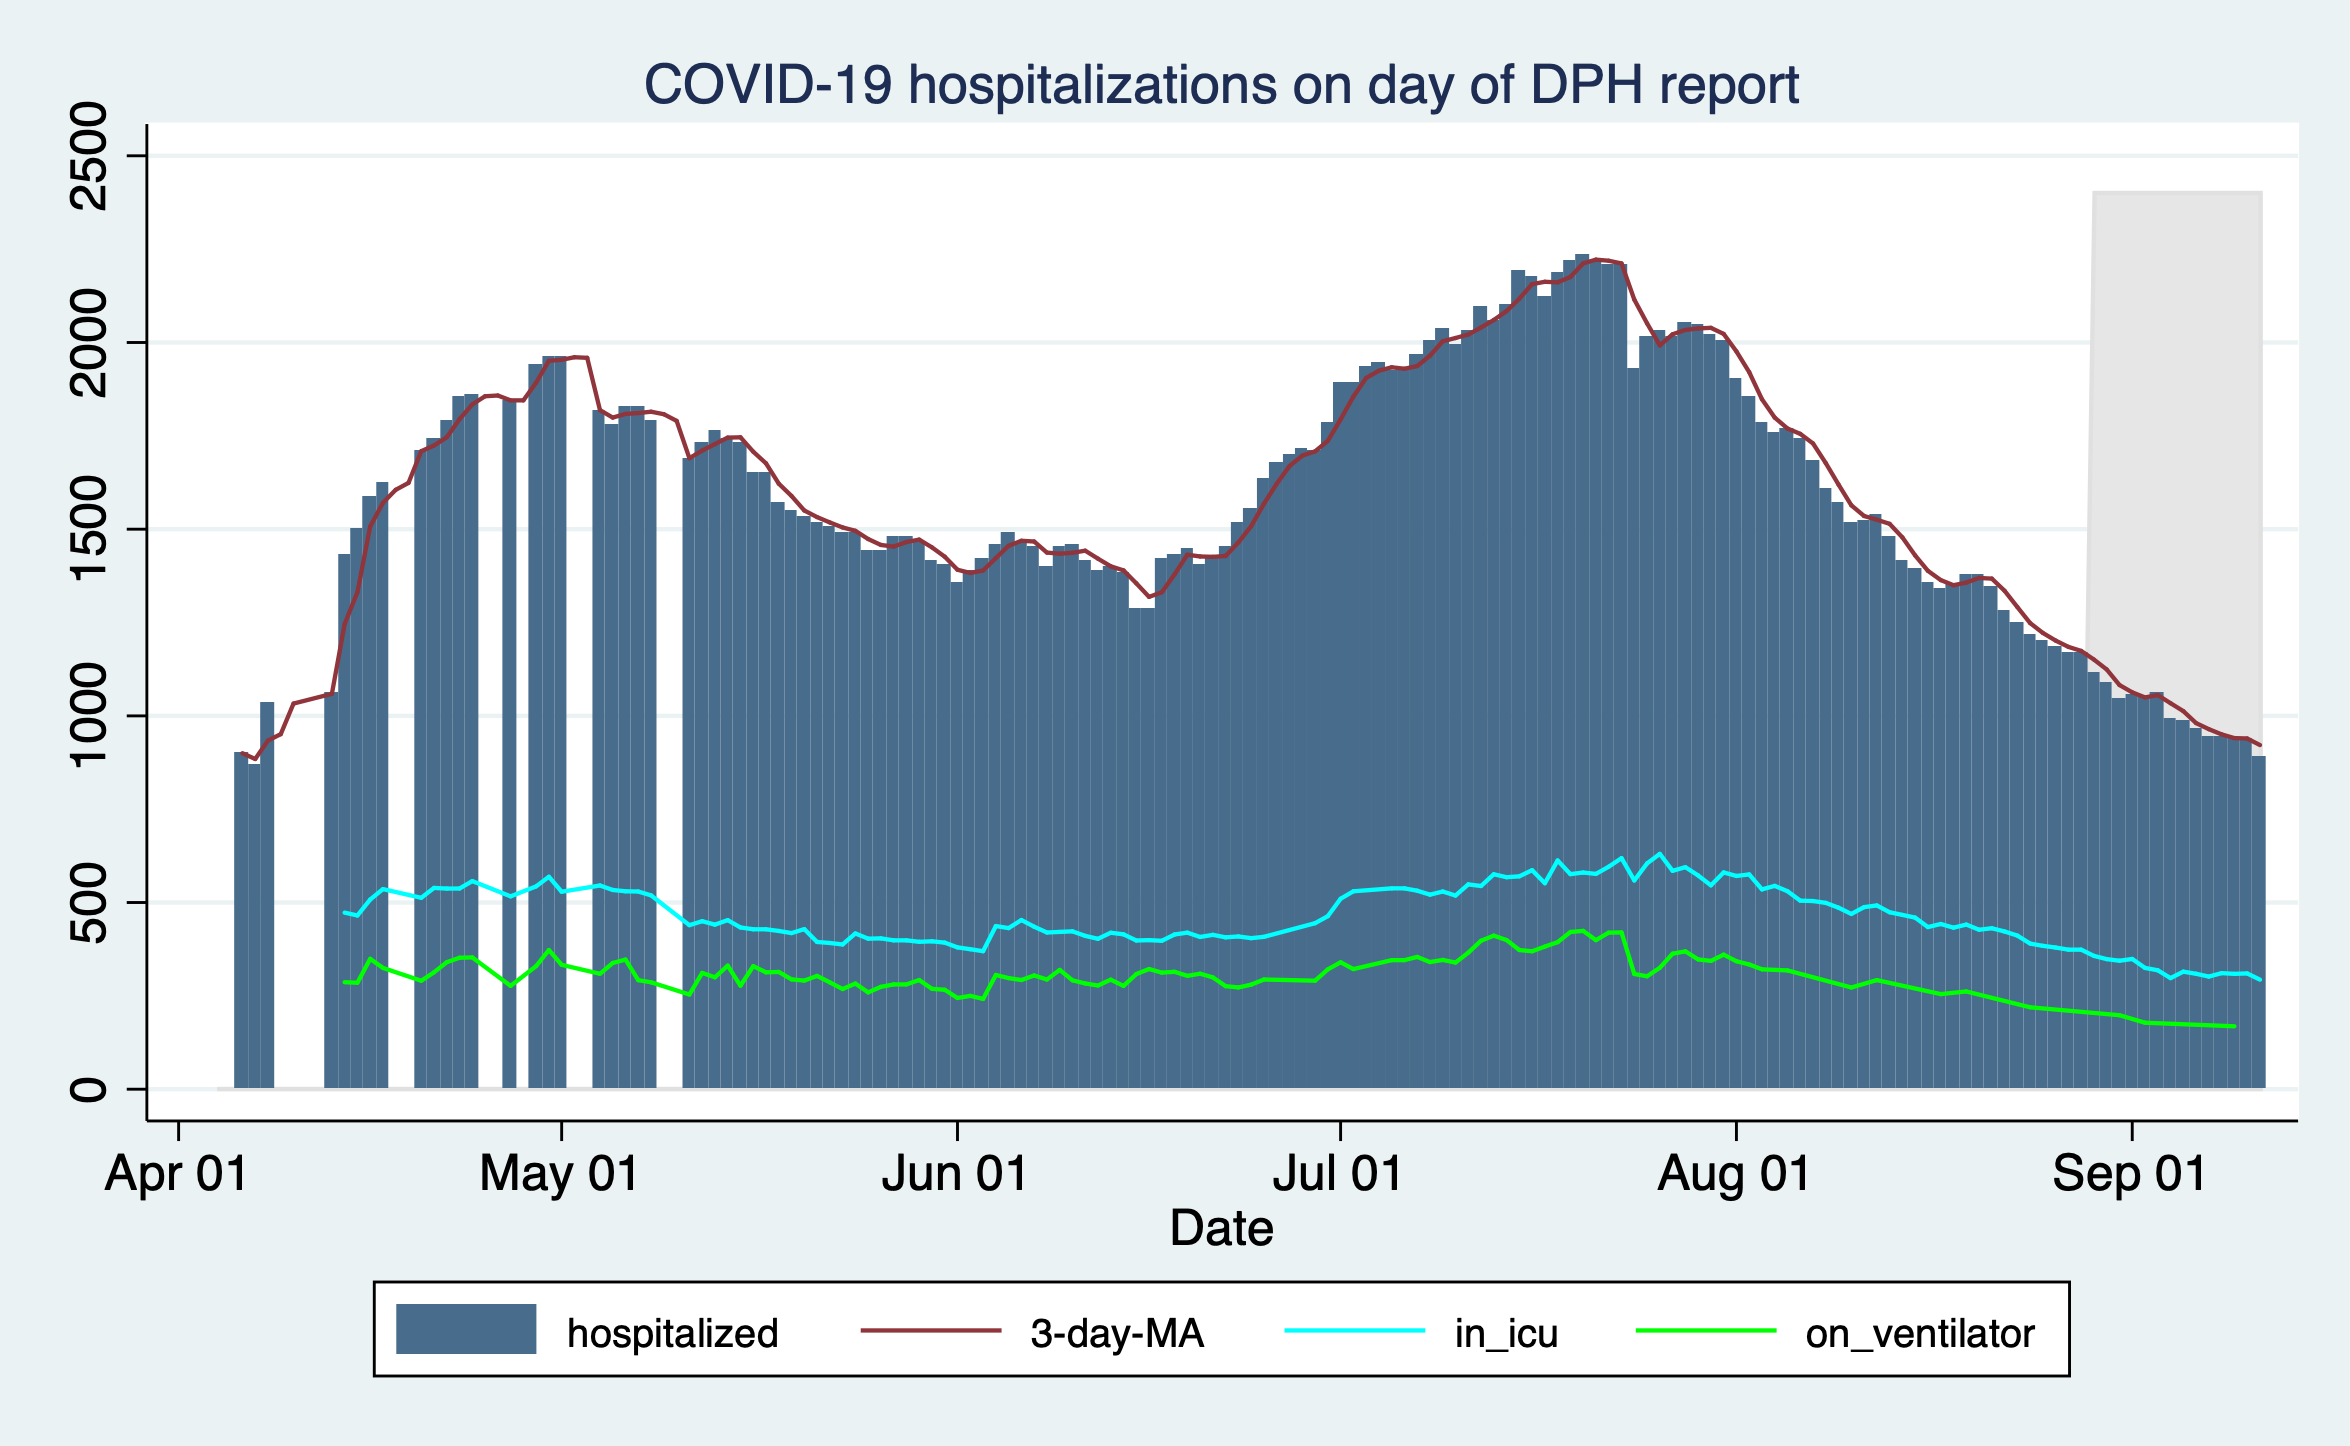 COVID-19 hospitalizations on day of DPH report
2500
2000
1500
1000
500
0
Apr 01 May 01 Jun 01 Jul 01 Aug 01 Sep 01
Date
hospitalized 3-day-MA in_icu on_ventilator